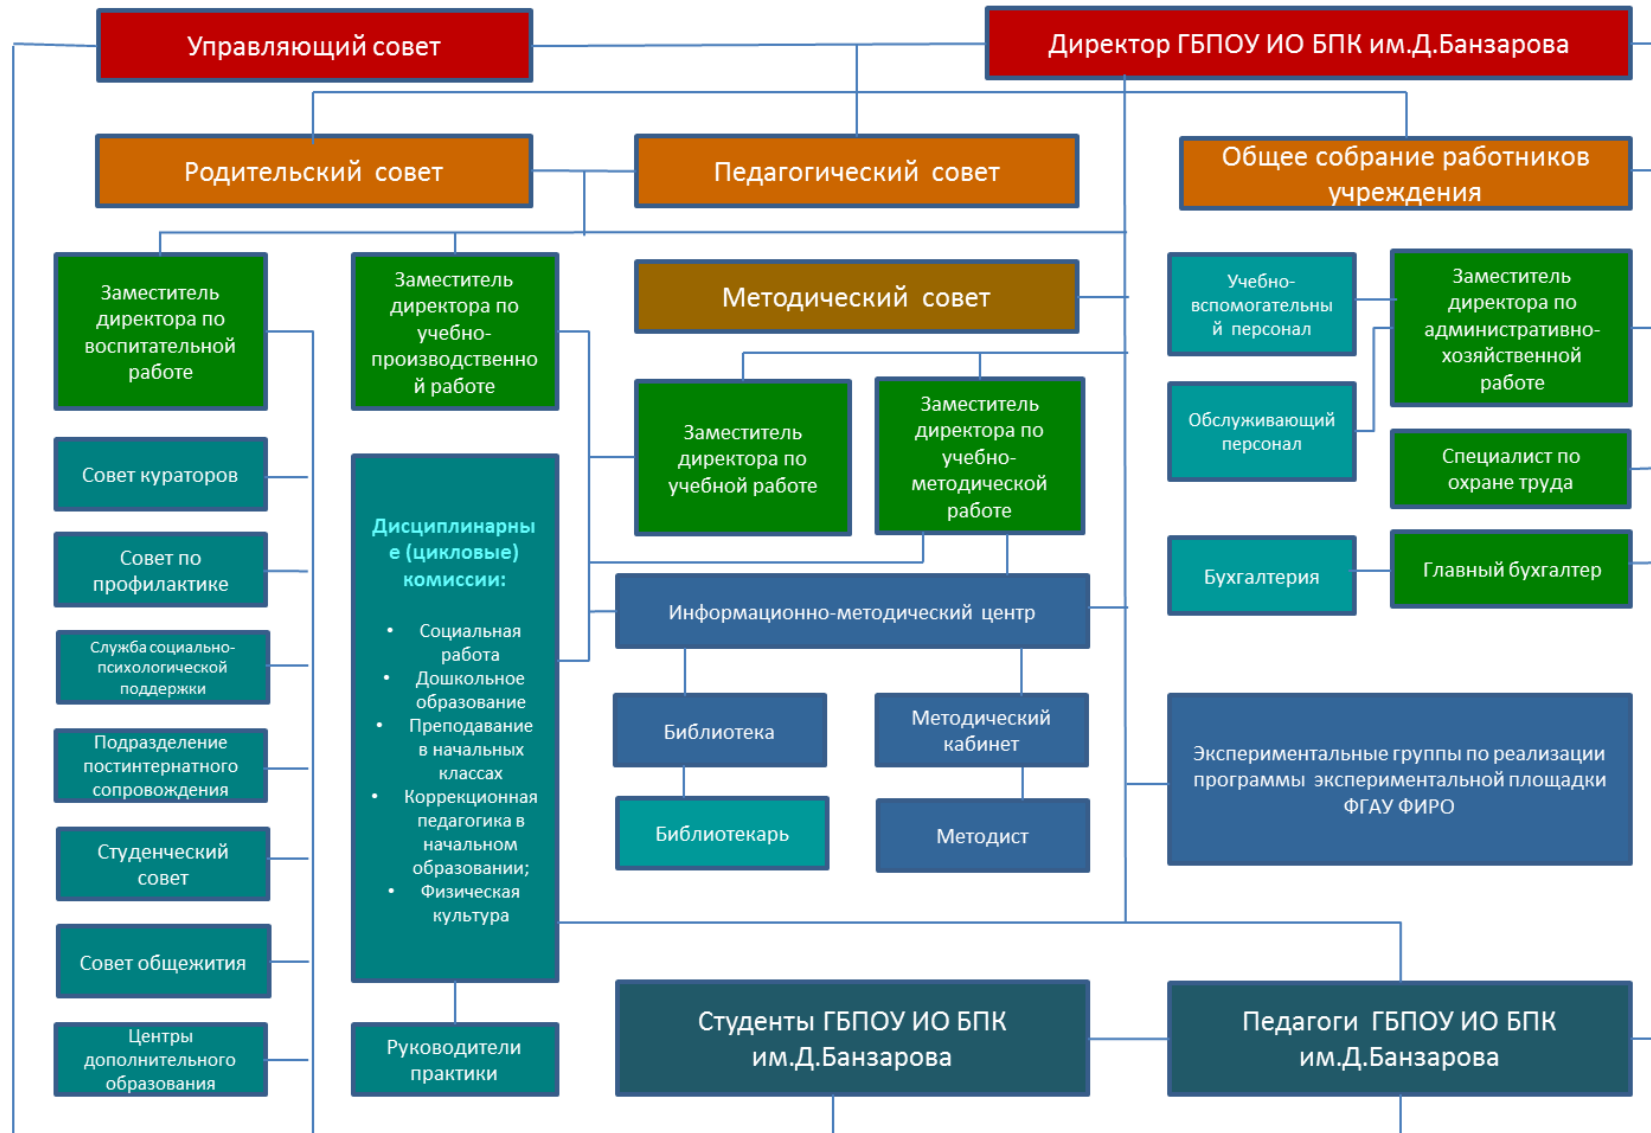 Управляющий совет
Директор ГБПОУ ИО БПК им.Д.Банзарова
Родительский совет
Педагогический совет
Общее собрание работников
учреждения
Заместитель
директора по
воспитательной
работе
Заместитель
директора по
учебно-
производственно
й работе
Методический совет
Учебно-
вспомогательны
й персонал
Заместитель
директора по
административно-
хозяйственной
работе
Обслуживающий
персонал
Заместитель
директора по
учебной работе
Заместитель
директора по
учебно-
методической
работе
Специалист по
охране труда
Бухгалтерия
Главный бухгалтер
Совет кураторов
Совет по
профилактике
Служба социально-
психологической
поддержки
Подразделение
постинтернатного
сопровождения
Студенческий
совет
Совет общежития
Центры
дополнительного
образования
Дисциплинарны
е (цикловые)
комиссии:
• Социальная
работа
• Дошкольное
образование
• Преподавание
в начальных
классах
• Коррекционная
педагогика в
начальном
образовании;
• Физическая
культура
Руководители
практики
Информационно-методический центр
Библиотека
Методический
кабинет
Библиотекарь
Методист
Экспериментальные группы по реализации
программы экспериментальной площадки
ФГАУ ФИРО
Студенты ГБПОУ ИО БПК
им.Д.Банзарова
Педагоги ГБПОУ ИО БПК
им.Д.Банзарова